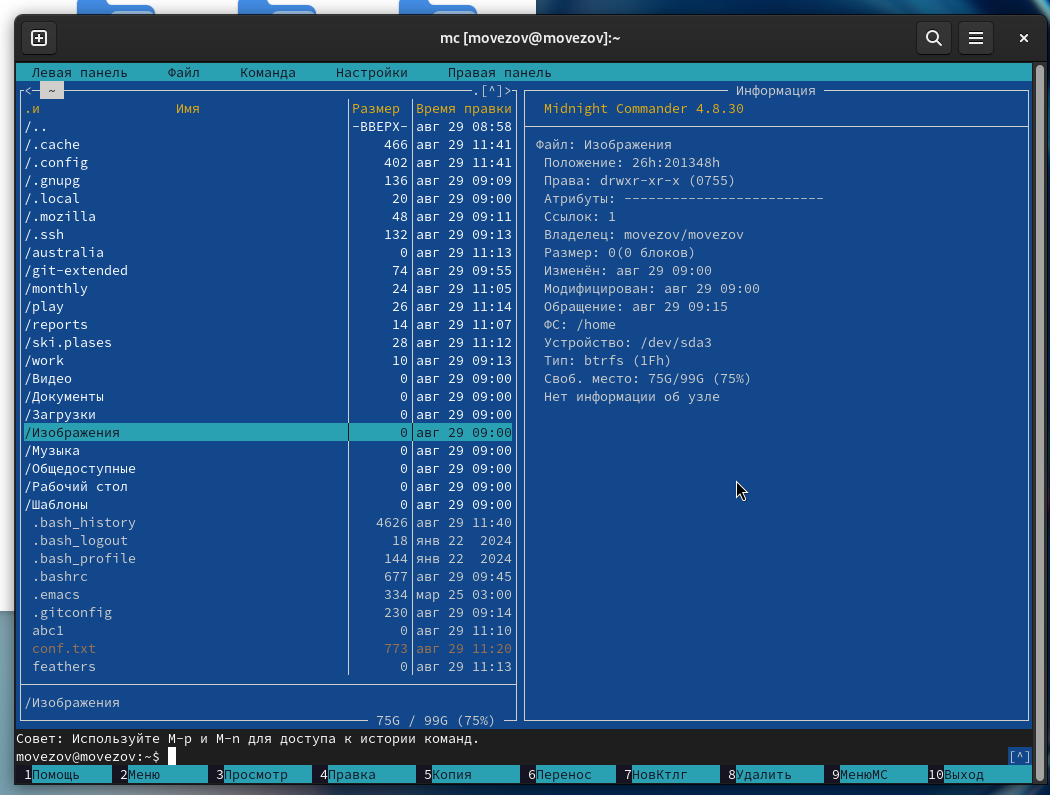 mc [movezov@movezov]:~
Левая панель Файл Команда Настройки Правая панель
<- ~ .[^]>
.и Имя Размер Время правки
/.. -ВВЕРХ- авг 29 08:58
/.cache 466 авг 29 11:41
/.config 402 авг 29 11:41
/.gnupg 136 авг 29 09:09
/.local 20 авг 29 09:00
/.mozilla 48 авг 29 09:11
/.ssh 132 авг 29 09:13
/australia 0 авг 29 11:13
/git-extended 74 авг 29 09:55
/monthly 24 авг 29 11:05
/play 26 авг 29 11:14
/reports 14 авг 29 11:07
/ski.plases 28 авг 29 11:12
/work 10 авг 29 09:13
/Видео 0 авг 29 09:00
/Документы 0 авг 29 09:00
/Загрузки 0 авг 29 09:00
/Изображения 0 авг 29 09:00
/Музыка 0 авг 29 09:00
/Общедоступные 0 авг 29 09:00
/Рабочий стол 0 авг 29 09:00
/Шаблоны 0 авг 29 09:00
.bash_history 4626 авг 29 11:40
.bash_logout 18 янв 22 2024
.bash_profile 144 янв 22 2024
.bashrc 677 авг 29 09:45
.emacs 334 мар 25 03:00
.gitconfig 230 авг 29 09:14
abc1 0 авг 29 11:10
conf.txt 773 авг 29 11:20
feathers 0 авг 29 11:13
/Изображения
75G / 99G (75%)
Информация
Midnight Commander 4.8.30
Файл: Изображения
Положение: 26h:201348h
Права: drwxr-xr-x (0755)
Атрибуты: -------------------------
Ссылок: 1
Владелец: movezov/movezov
Размер: 0(0 блоков)
Изменён: авг 29 09:00
Модифицирован: авг 29 09:00
Обращение: авг 29 09:15
ФС: /home
Устройство: /dev/sda3
Тип: btrfs (1Fh)
Своб. место: 75G/99G (75%)
Нет информации об узле
Совет: Используйте M-p и M-n для доступа к истории команд.
movezov@movezov:~$ [^]
1Помощь 2Меню 3Просмотр 4Правка 5Копия 6Перенос 7НовКтлг 8Удалить 9МенюМС 10Выход